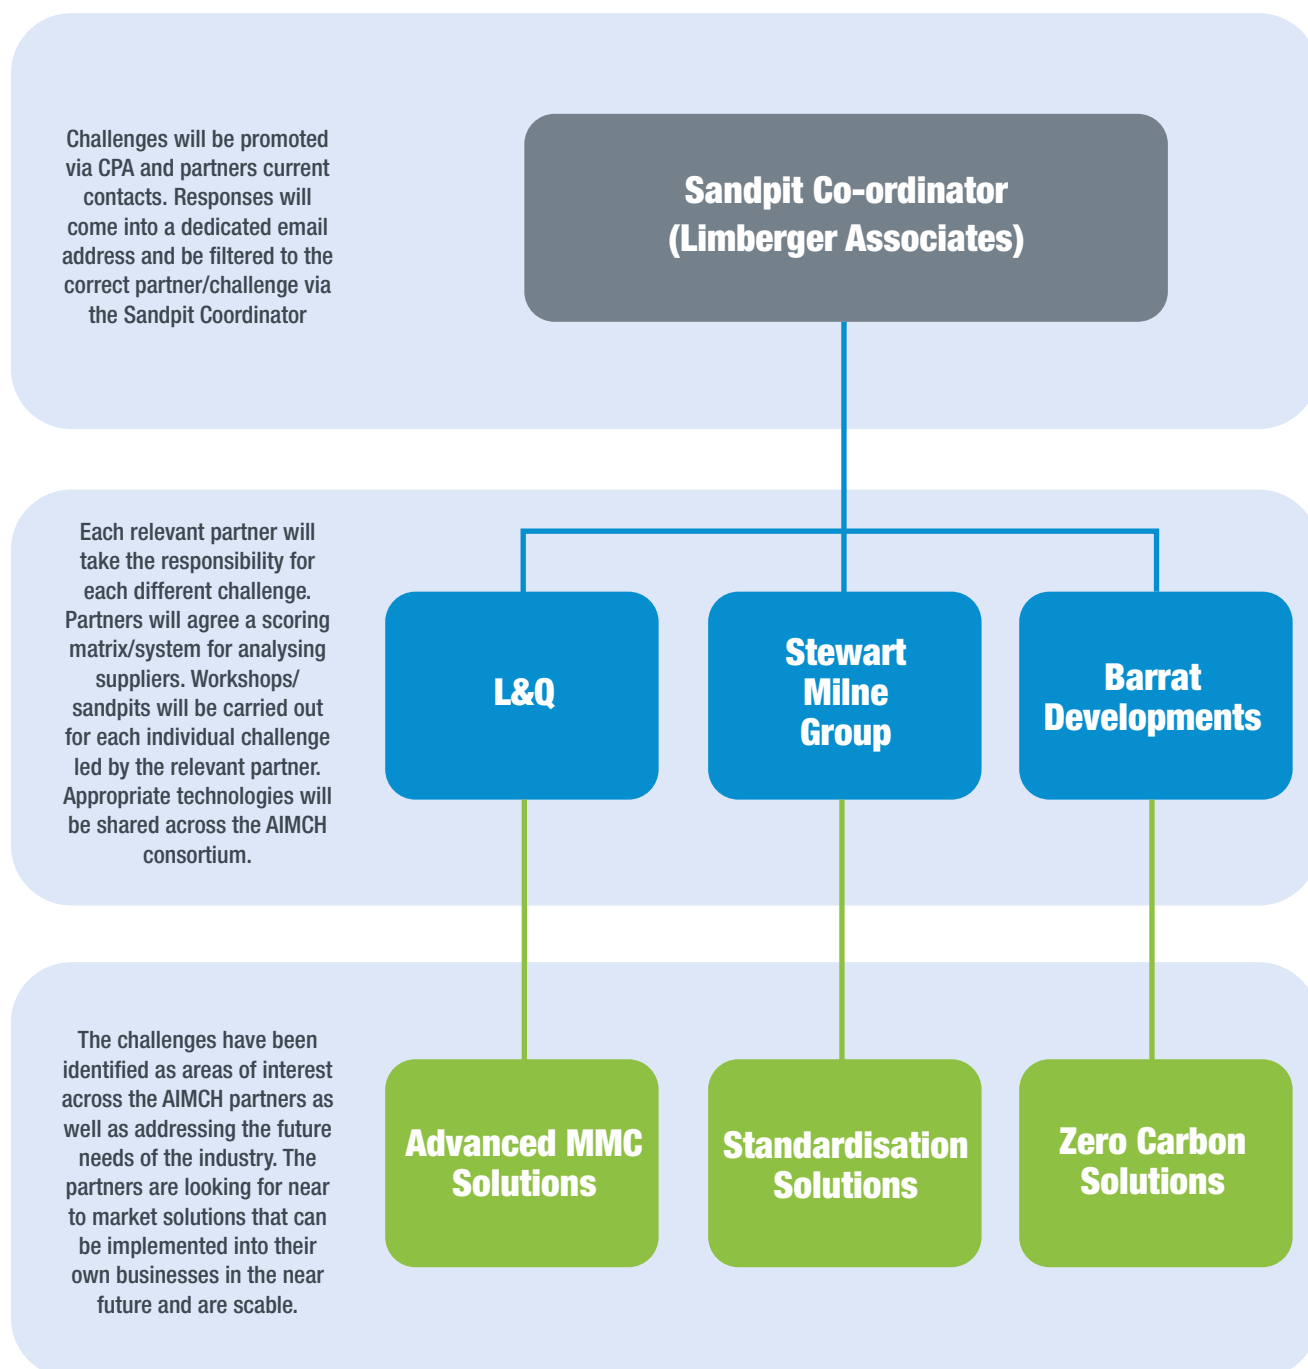 Challenges will be promoted
via CPA and partners current
contacts. Responses will
come into a dedicated email
address and be filtered to the
correct partner/challenge via
the Sandpit Coordinator
Sandpit Co-ordinator
(Limberger Associates)
Each relevant partner will
take the responsibility for
each different challenge.
Partners will agree a scoring
matrix/system for analysing
suppliers. Workshops/
sandpits will be carried out
for each individual challenge
led by the relevant partner.
Appropriate technologies will
be shared across the AIMCH
consortium.
L&Q
Stewart
Milne
Group
Barrat
Developments
The challenges have been
identified as areas of interest
across the AIMCH partners as
well as addressing the future
needs of the industry. The
partners are looking for near
to market solutions that can
be implemented into their
own businesses in the near
future and are scable.
Advanced MMC
Solutions
Standardisation
Solutions
Zero Carbon
Solutions